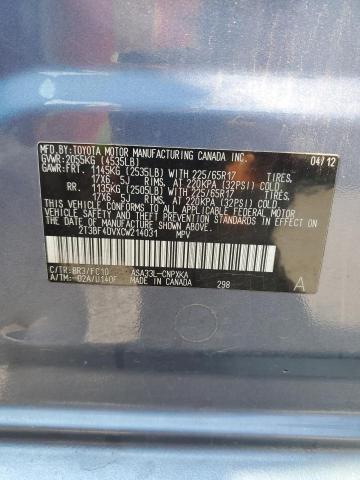 MFD. BY: TOYOTA MOTOR MANUFACTURING CANADA INC. 04/12
GVWR: 2055KG (4535LB)
GAWR: FRT. 1145KG (2535LB) WITH 225/65R17 TIRES,
17X6.5J RIMS, AT 220KPA (32PSI) COLD.
RR. 1135KG (2505LB) WITH 225/65R17 TIRES,
17X6.5J RIMS, AT 220KPA (32PSI) COLD.
THIS VEHICLE CONFORMS TO ALL APPLICABLE FEDERAL MOTOR
VEHICLE SAFETY STANDARDS IN EFFECT ON THE DATE OF
MANUFACTURE SHOWN ABOVE.
2T3BF4DVXCW214031 MPV
C/TR: 8R3/FC10 ASA33L-CNPXKA
A/TM: -02A/U140F MADE IN CANADA 298 A